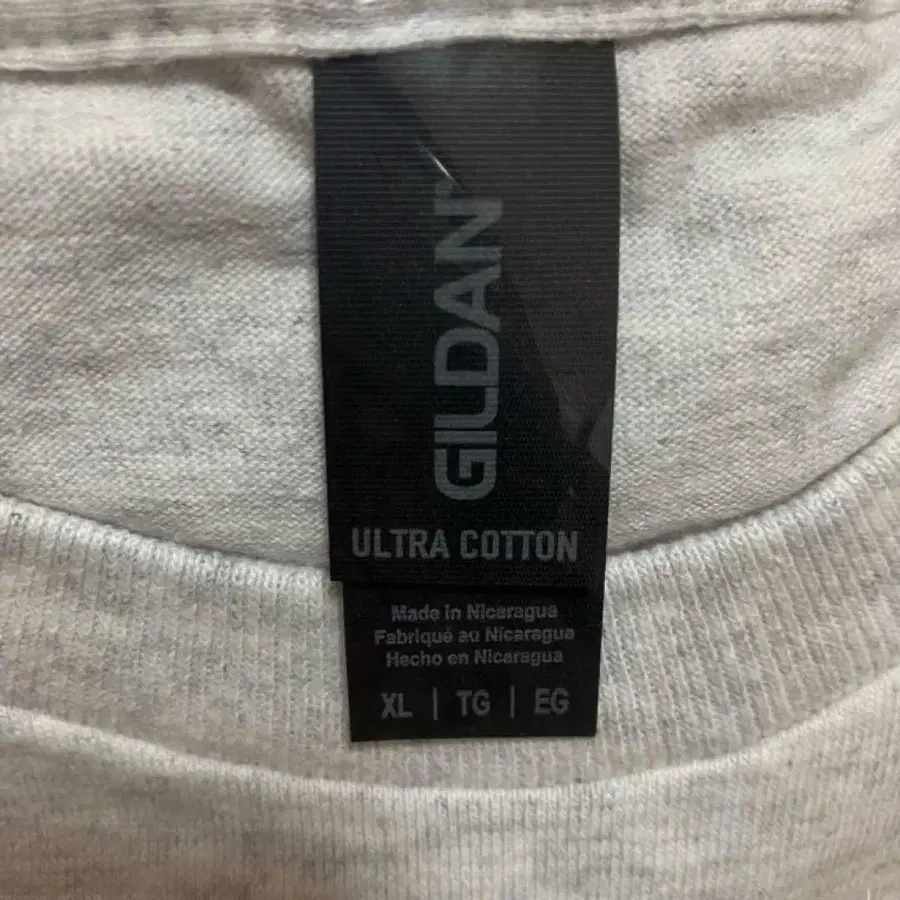 GILDAN
ULTRA COTTON
Made in Nicaragua
Fabriqué au Nicaragua
Hecho en Nicaragua
XL | TG | EG